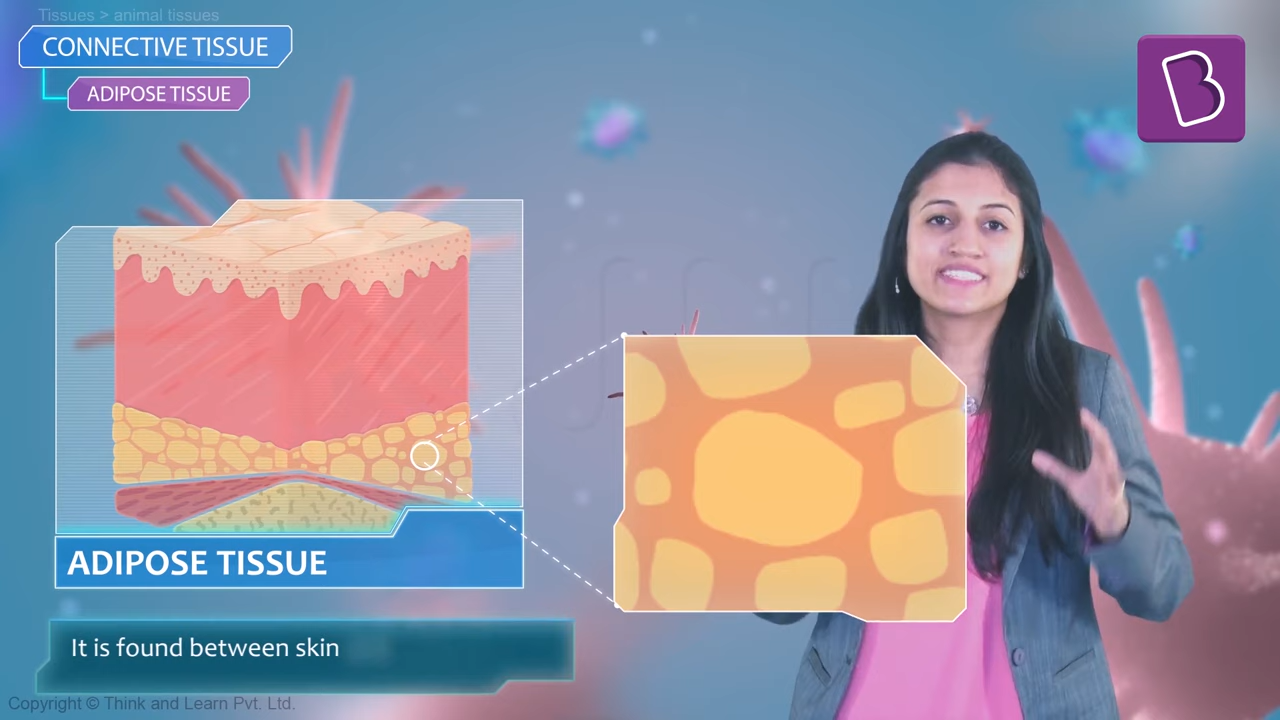 Tissues > animal tissues
CONNECTIVE TISSUE
ADIPOSE TISSUE
B
ADIPOSE TISSUE
It is found between skin
Copyright © Think and Learn Pvt. Ltd.